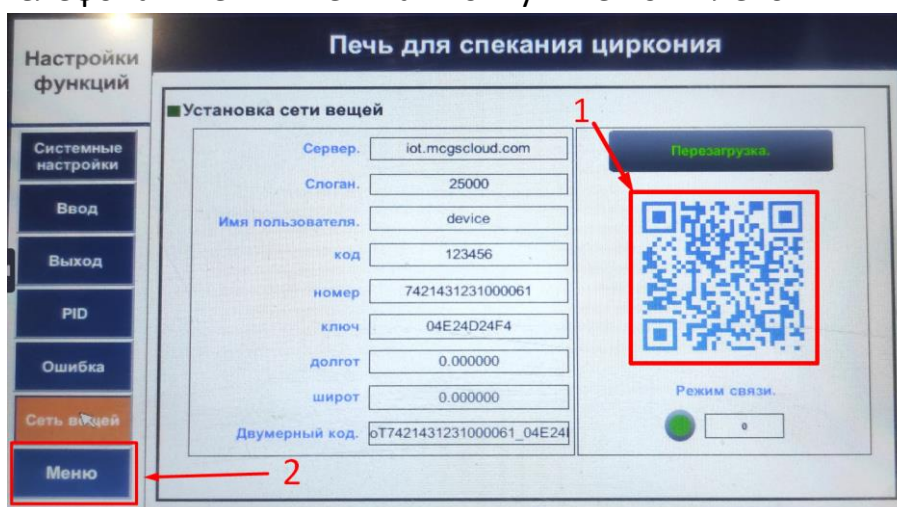 Печь для спекания циркония
Настройки
функций
Установка сети вещей
1
Системные
настройки
Ввод
Выход
PID
Ошибка
Сеть вещей
Меню
2
Сервер. iot.mcgscloud.com
Слоган. 25000
Имя пользователя. device
код 123456
номер 7421431231000061
ключ 04E24D24F4
долгот 0.000000
широт 0.000000
Двумерный код. oT7421431231000061_04E24
Перезагрузка.
Режим связи.
0